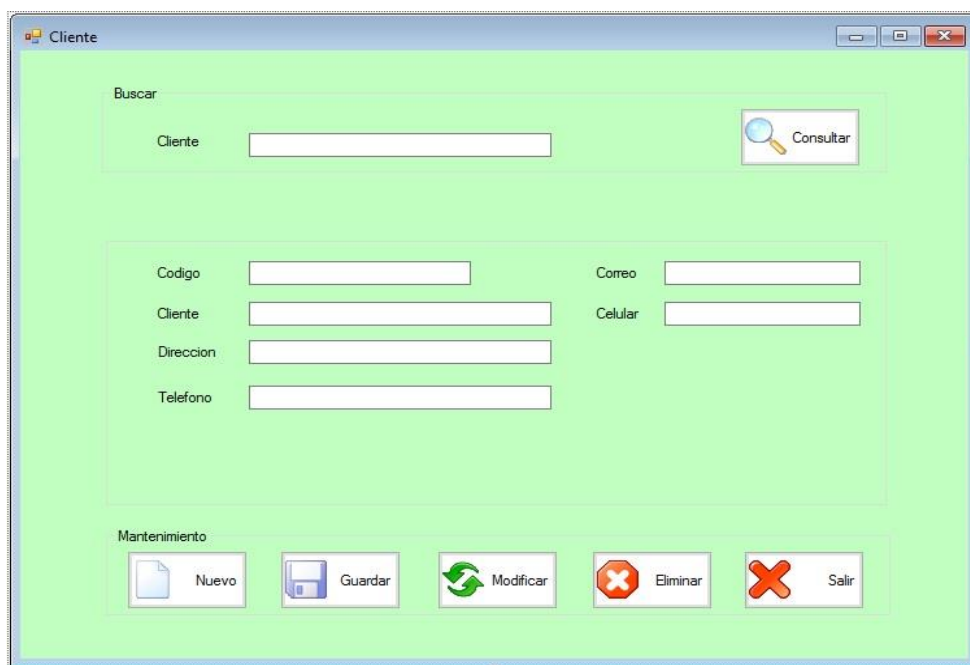 Cliente
Buscar
Cliente
Consultar
Codigo
Correo
Cliente
Celular
Direccion
Telefono
Mantenimiento
Nuevo
Guardar
Modificar
Eliminar
Salir